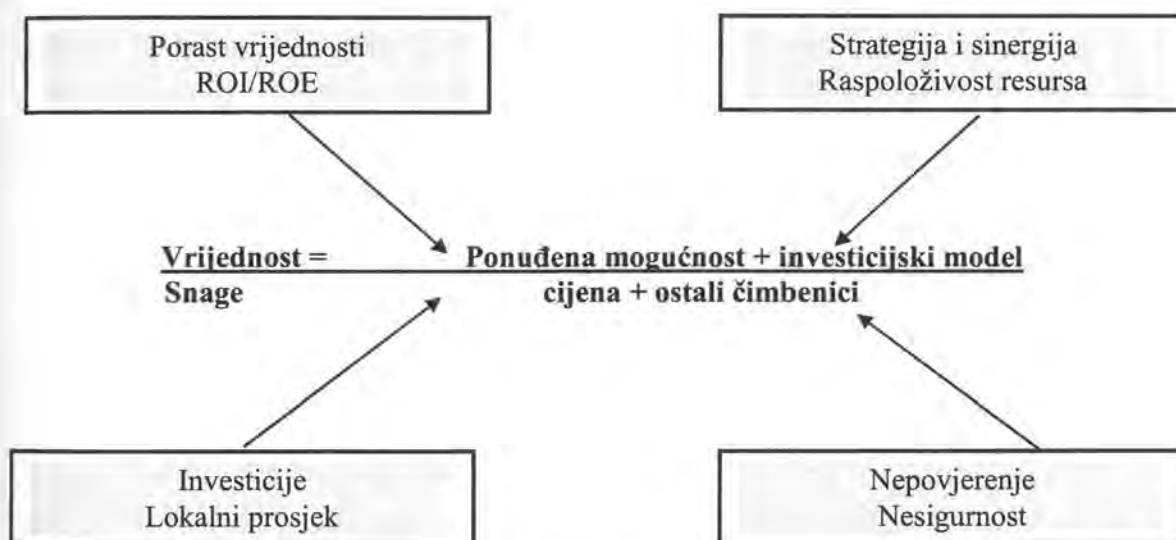 Porast vrijednosti
ROI/ROE
Strategija i sinergija
Raspoloživost resursa
Vrijednost = Ponuđena mogućnost + investicijski model
Snage cijena + ostali čimbenici
Investicije
Lokalni prosjek
Nepovjerenje
Nesigurnost